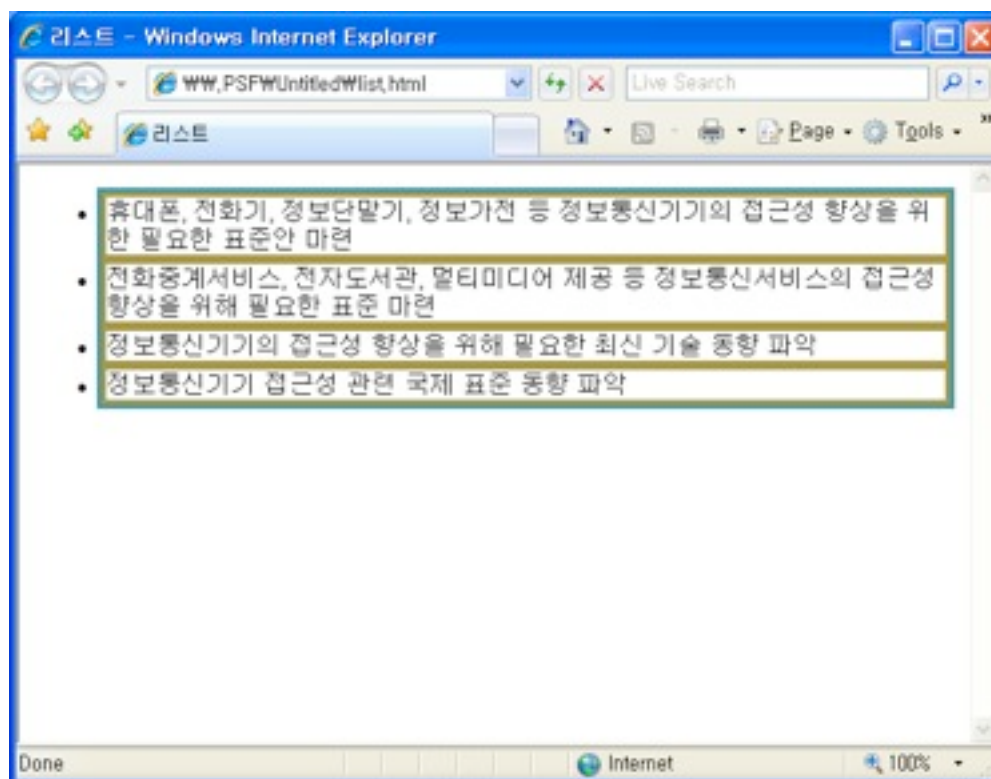 리스트 - Windows Internet Explorer
₩₩.PSF₩Untitled₩list.html
Live Search
리스트
Page
Tools
휴대폰, 전화기, 정보단말기, 정보가전 등 정보통신기기의 접근성 향상을 위
한 필요한 표준안 마련
전화중계서비스, 전자도서관, 멀티미디어 제공 등 정보통신서비스의 접근성
향상을 위해 필요한 표준 마련
정보통신기기의 접근성 향상을 위해 필요한 최신 기술 동향 파악
정보통신기기 접근성 관련 국제 표준 동향 파악
Done
Internet
100%